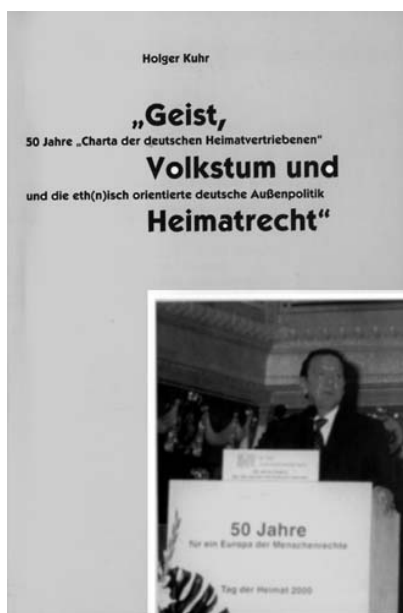 Holger Kuhr
„Geist,
50 Jahre „Charta der deutschen Heimatvertriebenen"
Volkstum und
und die eth(n)isch orientierte deutsche Außenpolitik
Heimatrecht"
50 Jahre
für ein Europa der Menschenrechte
Tag der Heimat 2000